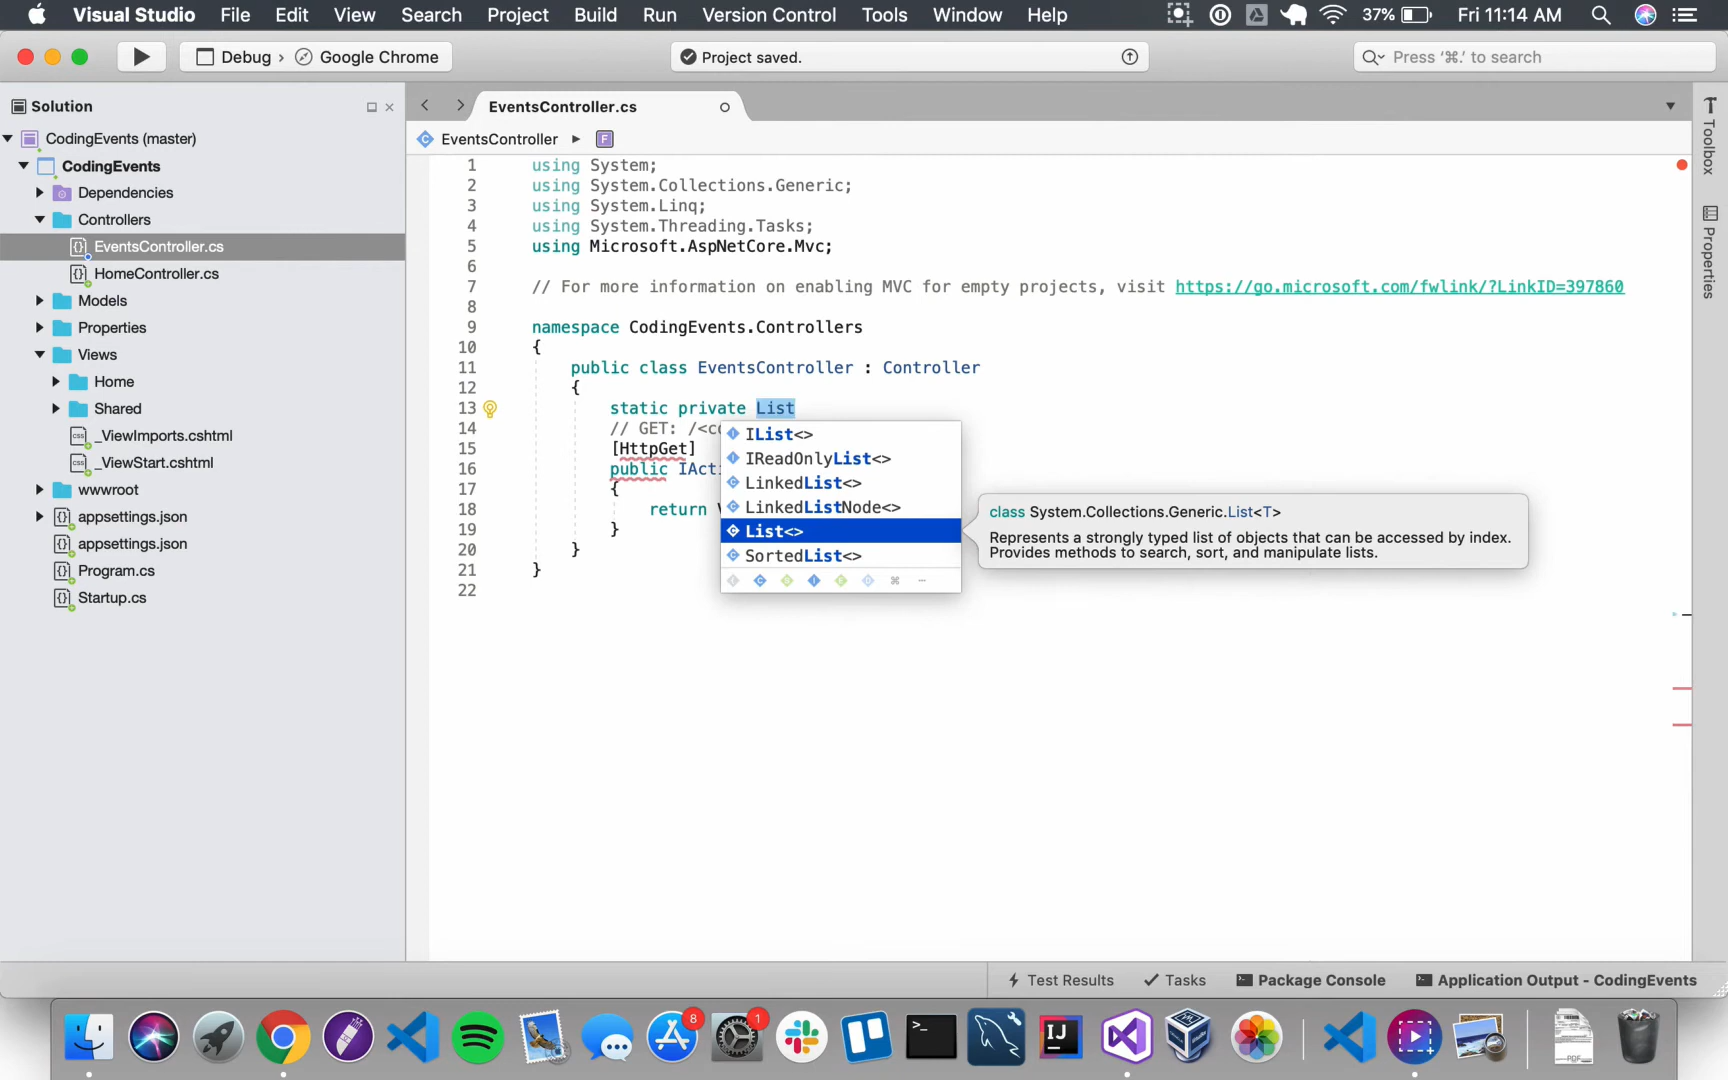 Visual Studio File Edit View Search Project Build Run Version Control Tools Window Help 37% Fri 11:14 AM
Debug › Google Chrome
Project saved.
Press ‘⌘.’ to search
Solution
CodingEvents (master)
CodingEvents
Dependencies
Controllers
EventsController.cs
HomeController.cs
Models
Properties
Views
Home
Shared
_ViewImports.cshtml
_ViewStart.cshtml
wwwroot
appsettings.json
appsettings.json
Program.cs
Startup.cs
EventsController.cs
EventsController F
1 using System;
2 using System.Collections.Generic;
3 using System.Linq;
4 using System.Threading.Tasks;
5 using Microsoft.AspNetCore.Mvc;
6
7 // For more information on enabling MVC for empty projects, visit https://go.microsoft.com/fwlink/?LinkID=397860
8
9 namespace CodingEvents.Controllers
10 {
11 public class EventsController : Controller
12 {
13 static private List
14 // GET: /<co
15 [HttpGet]
16 public IActi
17 {
18 return V
19 }
20 }
21 }
22
IList<>
IReadOnlyList<>
LinkedList<>
LinkedListNode<>
List<>
SortedList<>
class System.Collections.Generic.List<T>
Represents a strongly typed list of objects that can be accessed by index.
Provides methods to search, sort, and manipulate lists.
Toolbox
Properties
Test Results Tasks Package Console Application Output - CodingEvents
8
1
>_
IJ
PDF